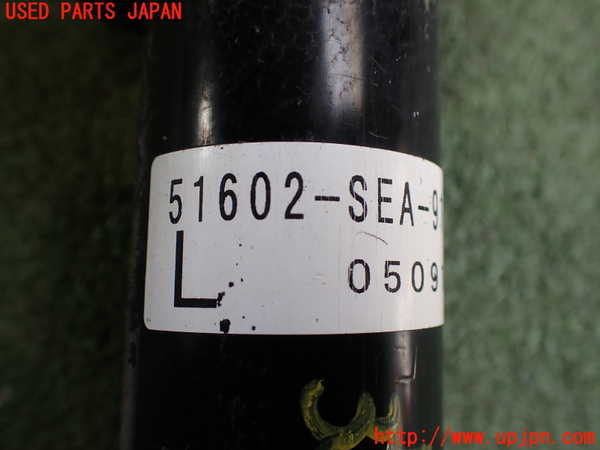 USED PARTS JAPAN
51602-SEA-9
L 0509
http://www.upjpn.com